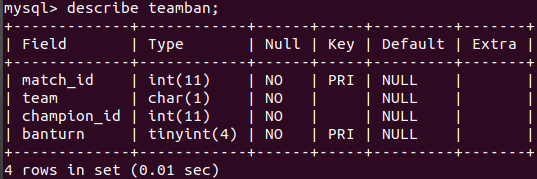 mysql> describe teamban;
+-------------+------------+------+-----+---------+-------+
| Field       | Type       | Null | Key | Default | Extra |
+-------------+------------+------+-----+---------+-------+
| match_id    | int(11)    | NO   | PRI | NULL    |       |
| team        | char(1)    | NO   |     | NULL    |       |
| champion_id | int(11)    | NO   |     | NULL    |       |
| banturn     | tinyint(4) | NO   | PRI | NULL    |       |
+-------------+------------+------+-----+---------+-------+
4 rows in set (0.01 sec)